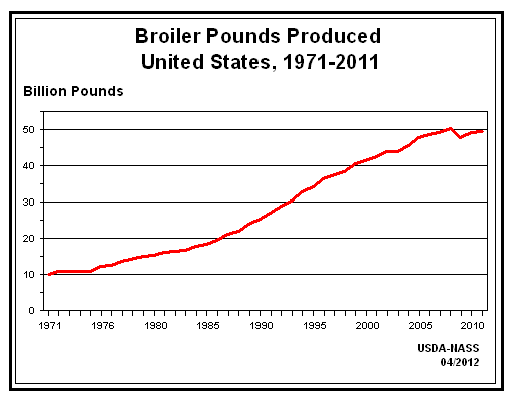 Broiler Pounds Produced
United States, 1971-2011
Billion Pounds
50
40
30
20
10
0
1971 1976 1980 1985 1990 1995 2000 2005 2010
USDA-NASS
04/2012